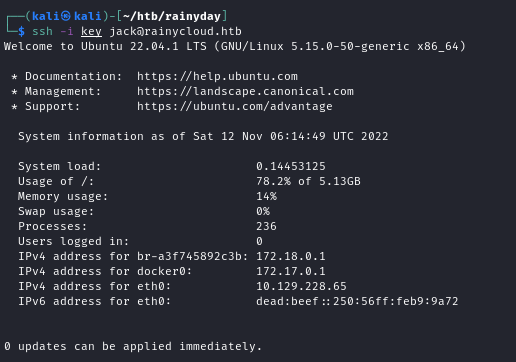 ┌──(kali㉿kali)-[~/htb/rainyday]
└─$ ssh -i key jack@rainycloud.htb
Welcome to Ubuntu 22.04.1 LTS (GNU/Linux 5.15.0-50-generic x86_64)
* Documentation:  https://help.ubuntu.com
* Management:     https://landscape.canonical.com
* Support:        https://ubuntu.com/advantage
System information as of Sat 12 Nov 06:14:49 UTC 2022
System load:                      0.14453125
Usage of /:                       78.2% of 5.13GB
Memory usage:                     14%
Swap usage:                       0%
Processes:                        236
Users logged in:                  0
IPv4 address for br-a3f745892c3b: 172.18.0.1
IPv4 address for docker0:         172.17.0.1
IPv4 address for eth0:            10.129.228.65
IPv6 address for eth0:            dead:beef::250:56ff:feb9:9a72
0 updates can be applied immediately.